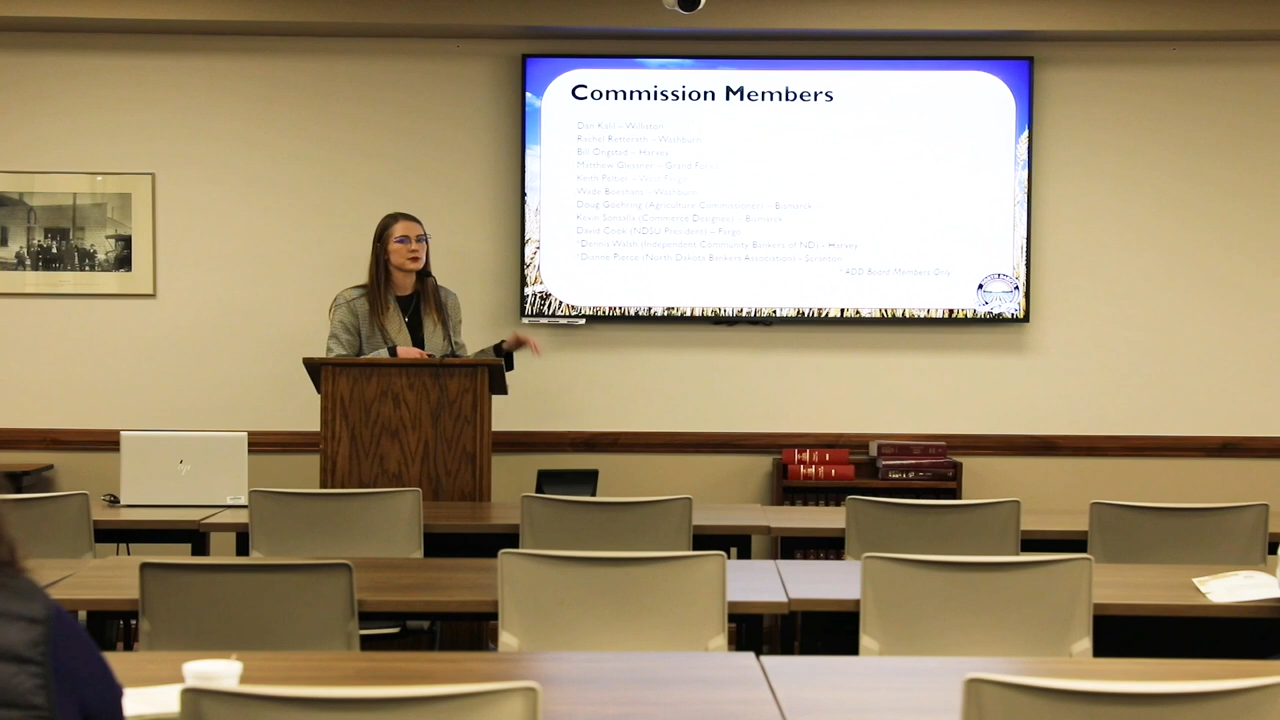 Commission Members
Dan Kalil – Williston
Rachel Retterath – Washburn
Bill Ongstad – Harvey
Matthew Glessner – Grand Forks
Keith Peltier – West Fargo
Wade Boeshans – Washburn
Doug Goehring (Agriculture Commissioner) – Bismarck
Kevin (Commerce Designee) – Bismarck
David Cook (NDSU President) – Fargo
*Dennis Walsh (Independent Community Bankers of ND) – Harvey
*Dianne Pierce (North Dakota Bankers Association) – Scranton
* ADD Board Members Only
hp